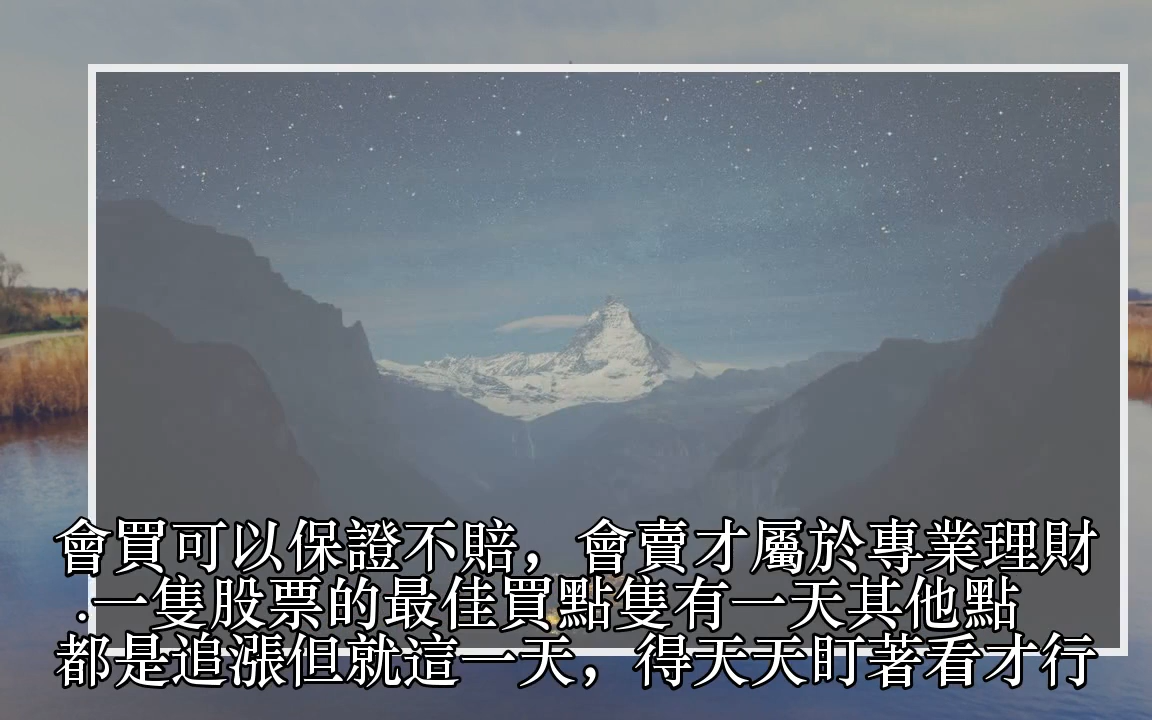 會買可以保證不賠，會賣才屬於專業理財
.一隻股票的最佳買點隻有一天其他點
都是追漲但就這一天，得天天盯著看才行